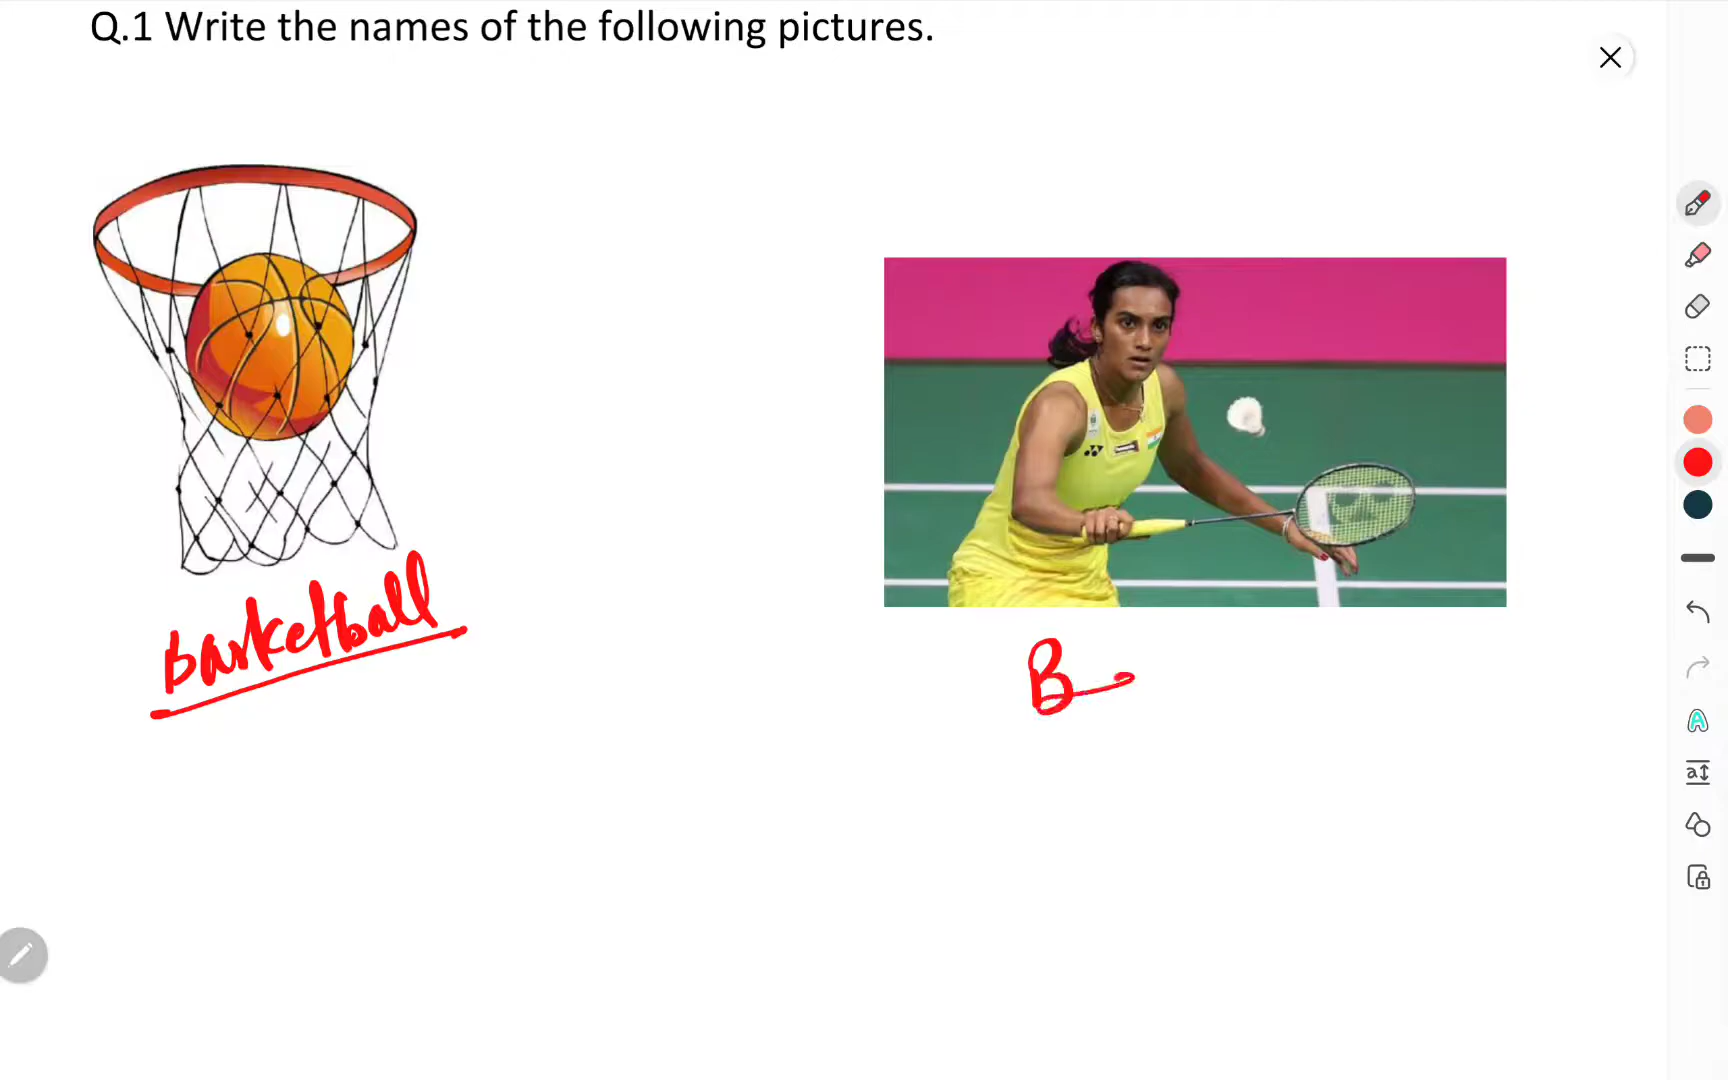 Q.1 Write the names of the following pictures.
basketball
B